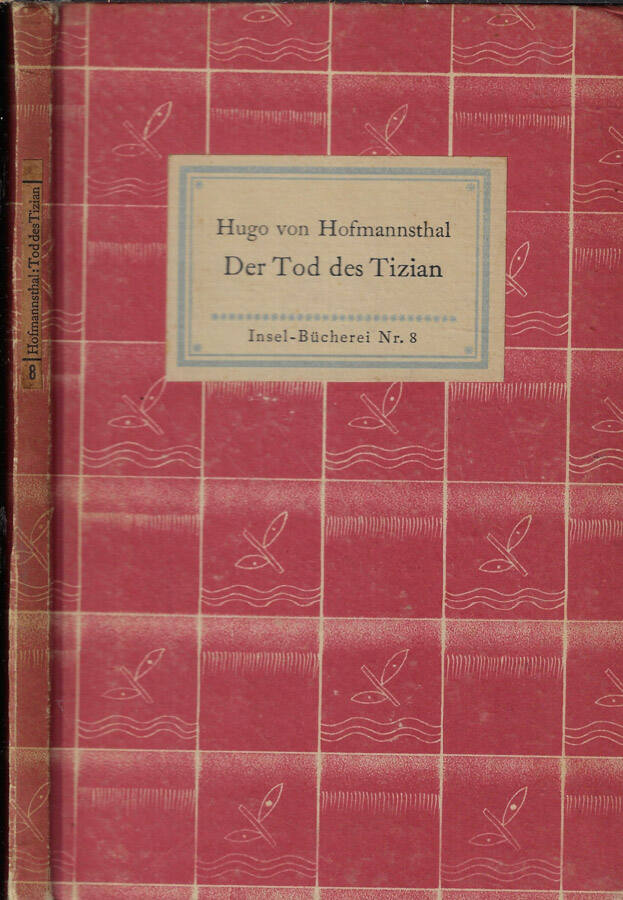 8 Hofmannsthal: Tod des Tizian
Hugo von Hofmannsthal
Der Tod des Tizian
Insel-Bücherei Nr. 8